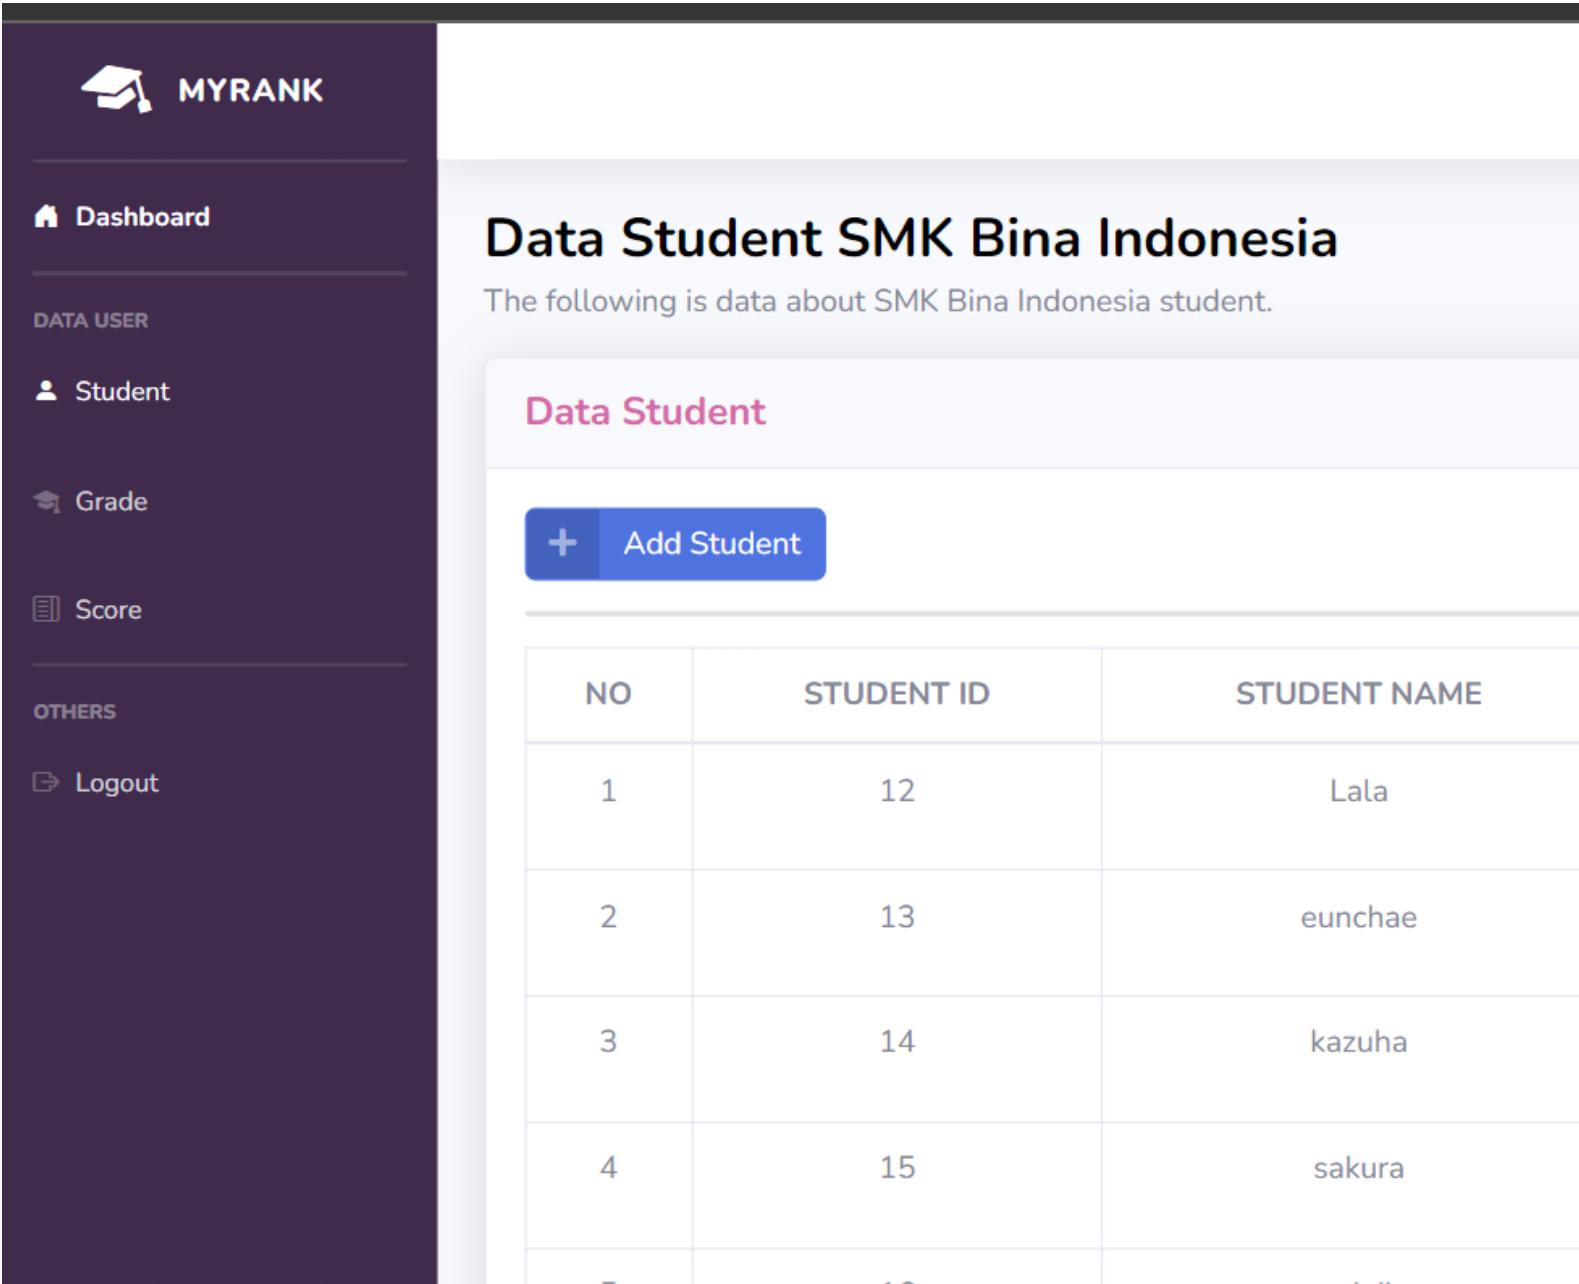 MYRANK
Dashboard
DATA USER
Student
Grade
Score
OTHERS
Logout
Data Student SMK Bina Indonesia
The following is data about SMK Bina Indonesia student.
Data Student
Add Student
NO STUDENT ID STUDENT NAME
1 12 Lala
2 13 eunchae
3 14 kazuha
4 15 sakura